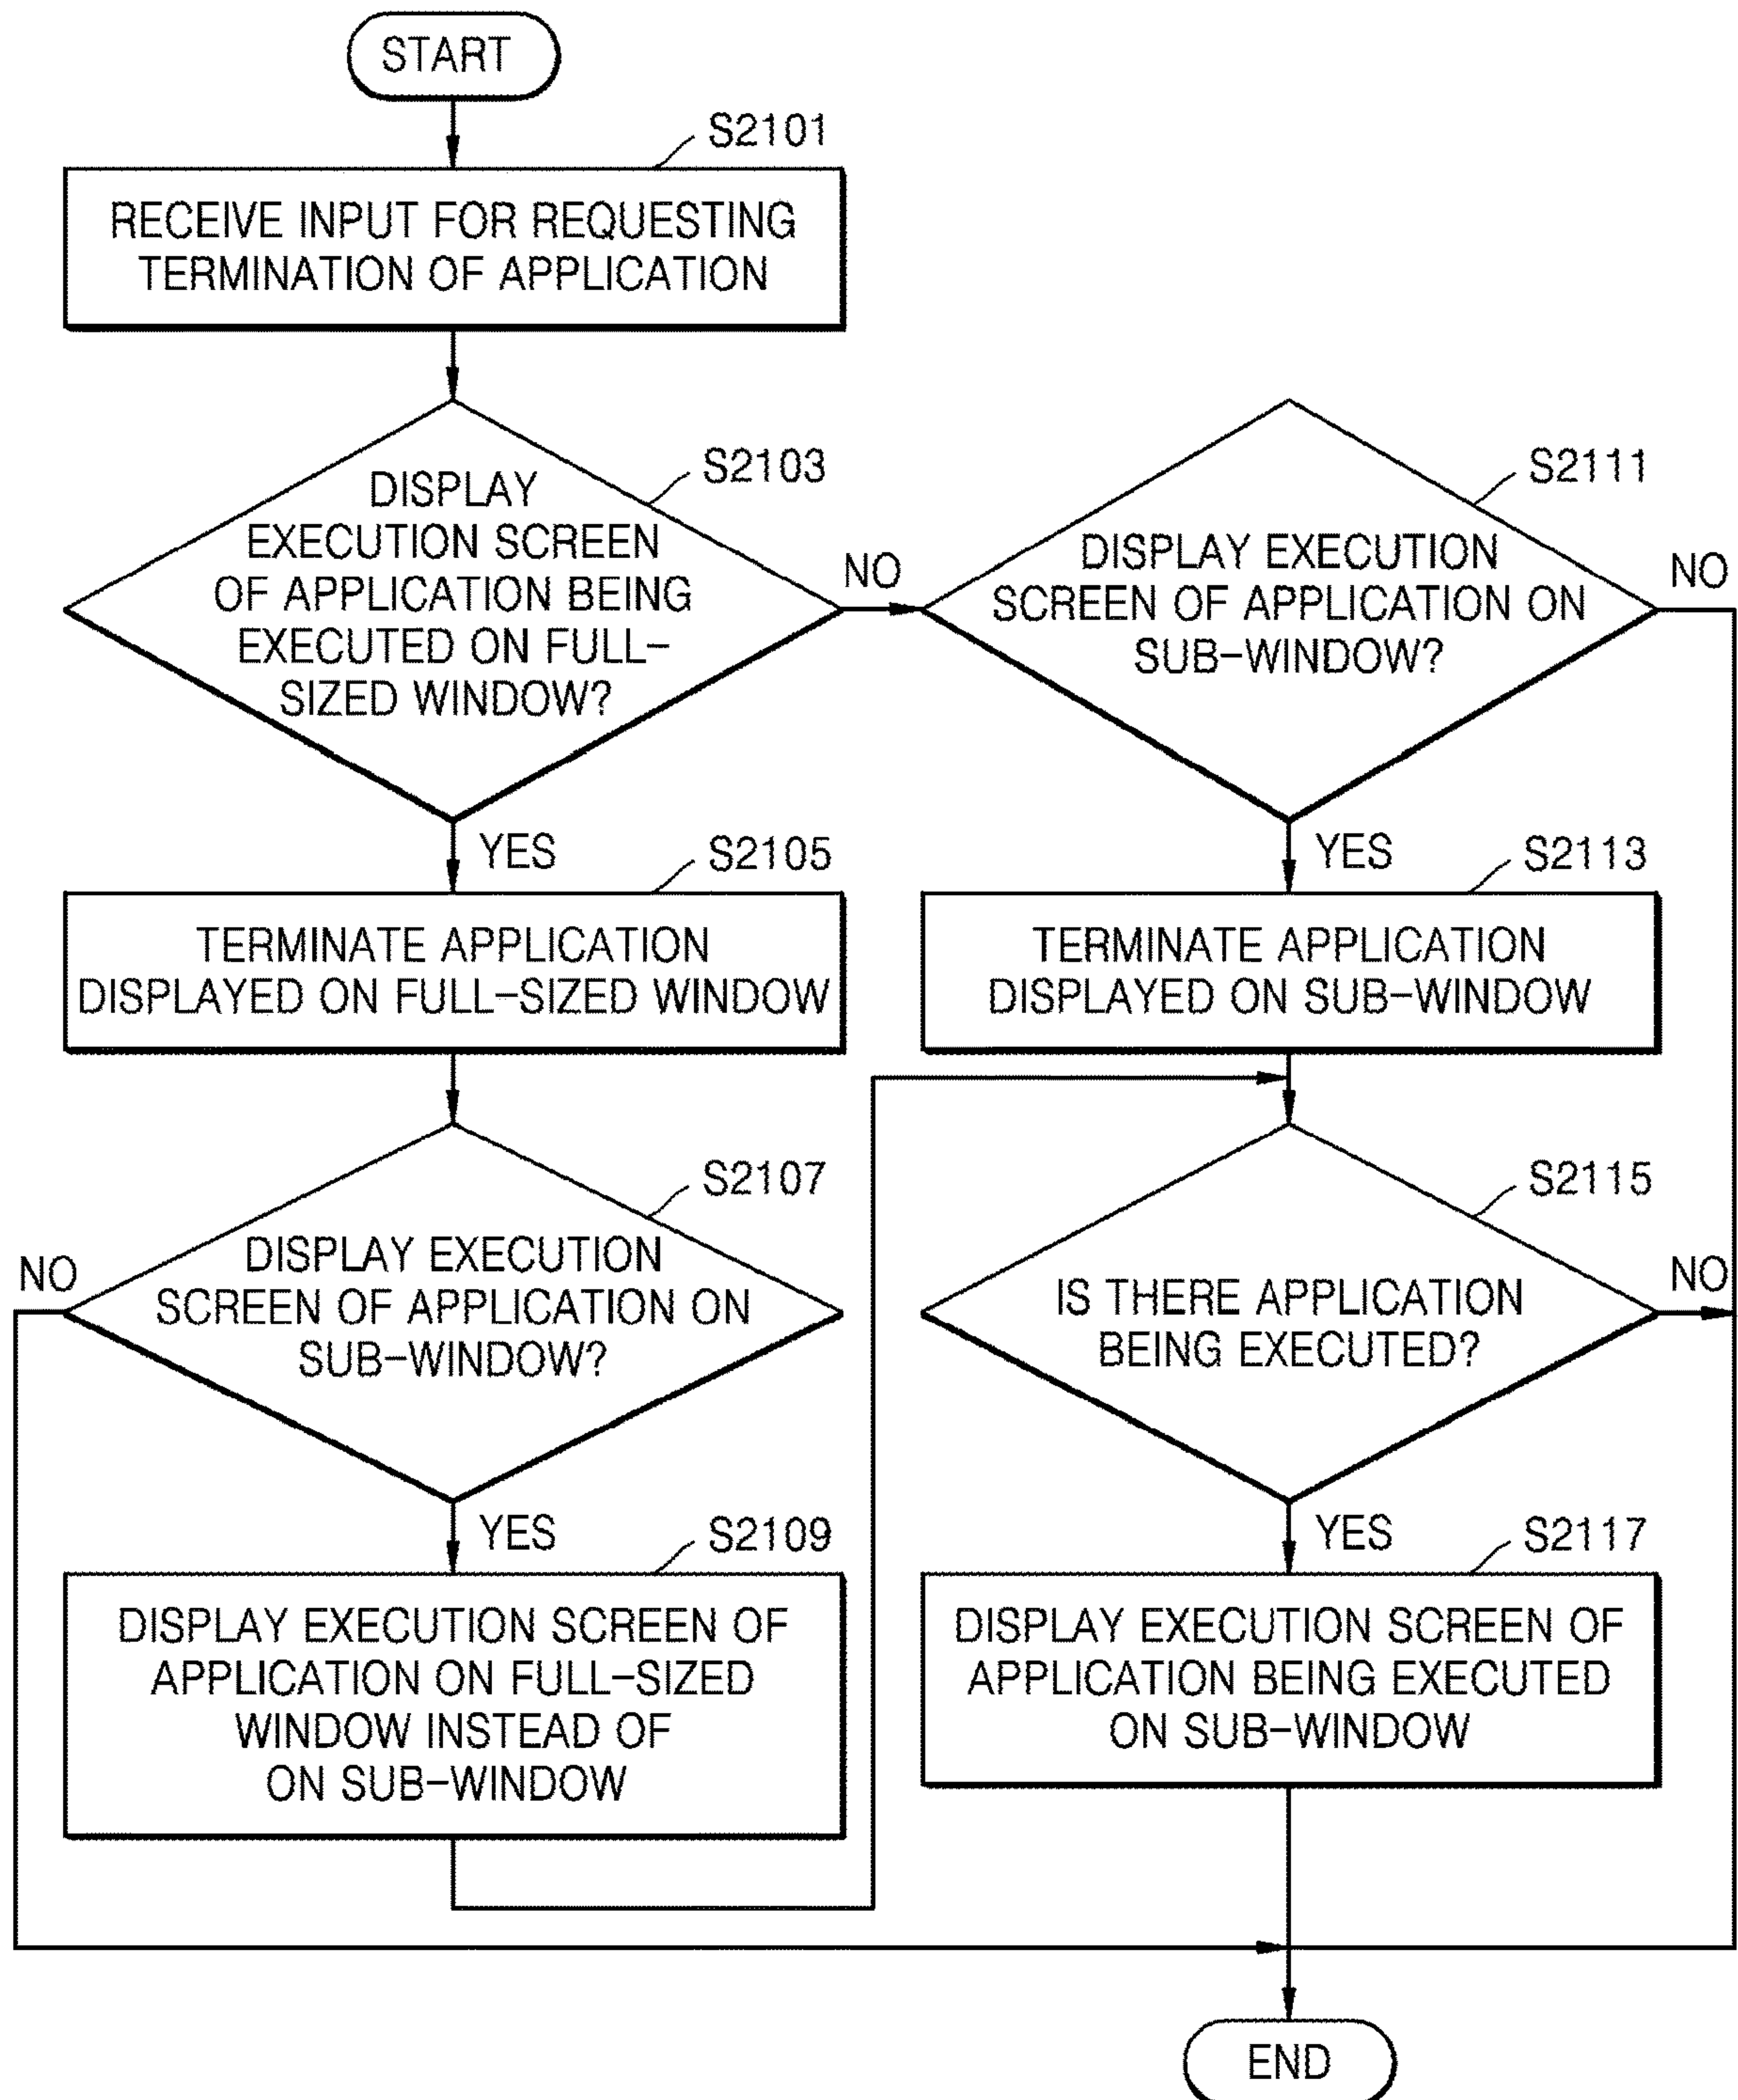 START
S2101
RECEIVE INPUT FOR REQUESTING
TERMINATION OF APPLICATION
S2103
DISPLAY
EXECUTION SCREEN
OF APPLICATION BEING
EXECUTED ON FULL-
SIZED WINDOW?
NO
YES
S2111
DISPLAY EXECUTION
SCREEN OF APPLICATION ON
SUB-WINDOW?
NO
YES
S2105
TERMINATE APPLICATION
DISPLAYED ON FULL-SIZED WINDOW
S2113
TERMINATE APPLICATION
DISPLAYED ON SUB-WINDOW
S2107
DISPLAY EXECUTION
SCREEN OF APPLICATION ON
SUB-WINDOW?
NO
YES
S2115
IS THERE APPLICATION
BEING EXECUTED?
NO
YES
S2109
DISPLAY EXECUTION SCREEN OF
APPLICATION ON FULL-SIZED
WINDOW INSTEAD OF
ON SUB-WINDOW
S2117
DISPLAY EXECUTION SCREEN OF
APPLICATION BEING EXECUTED
ON SUB-WINDOW
END